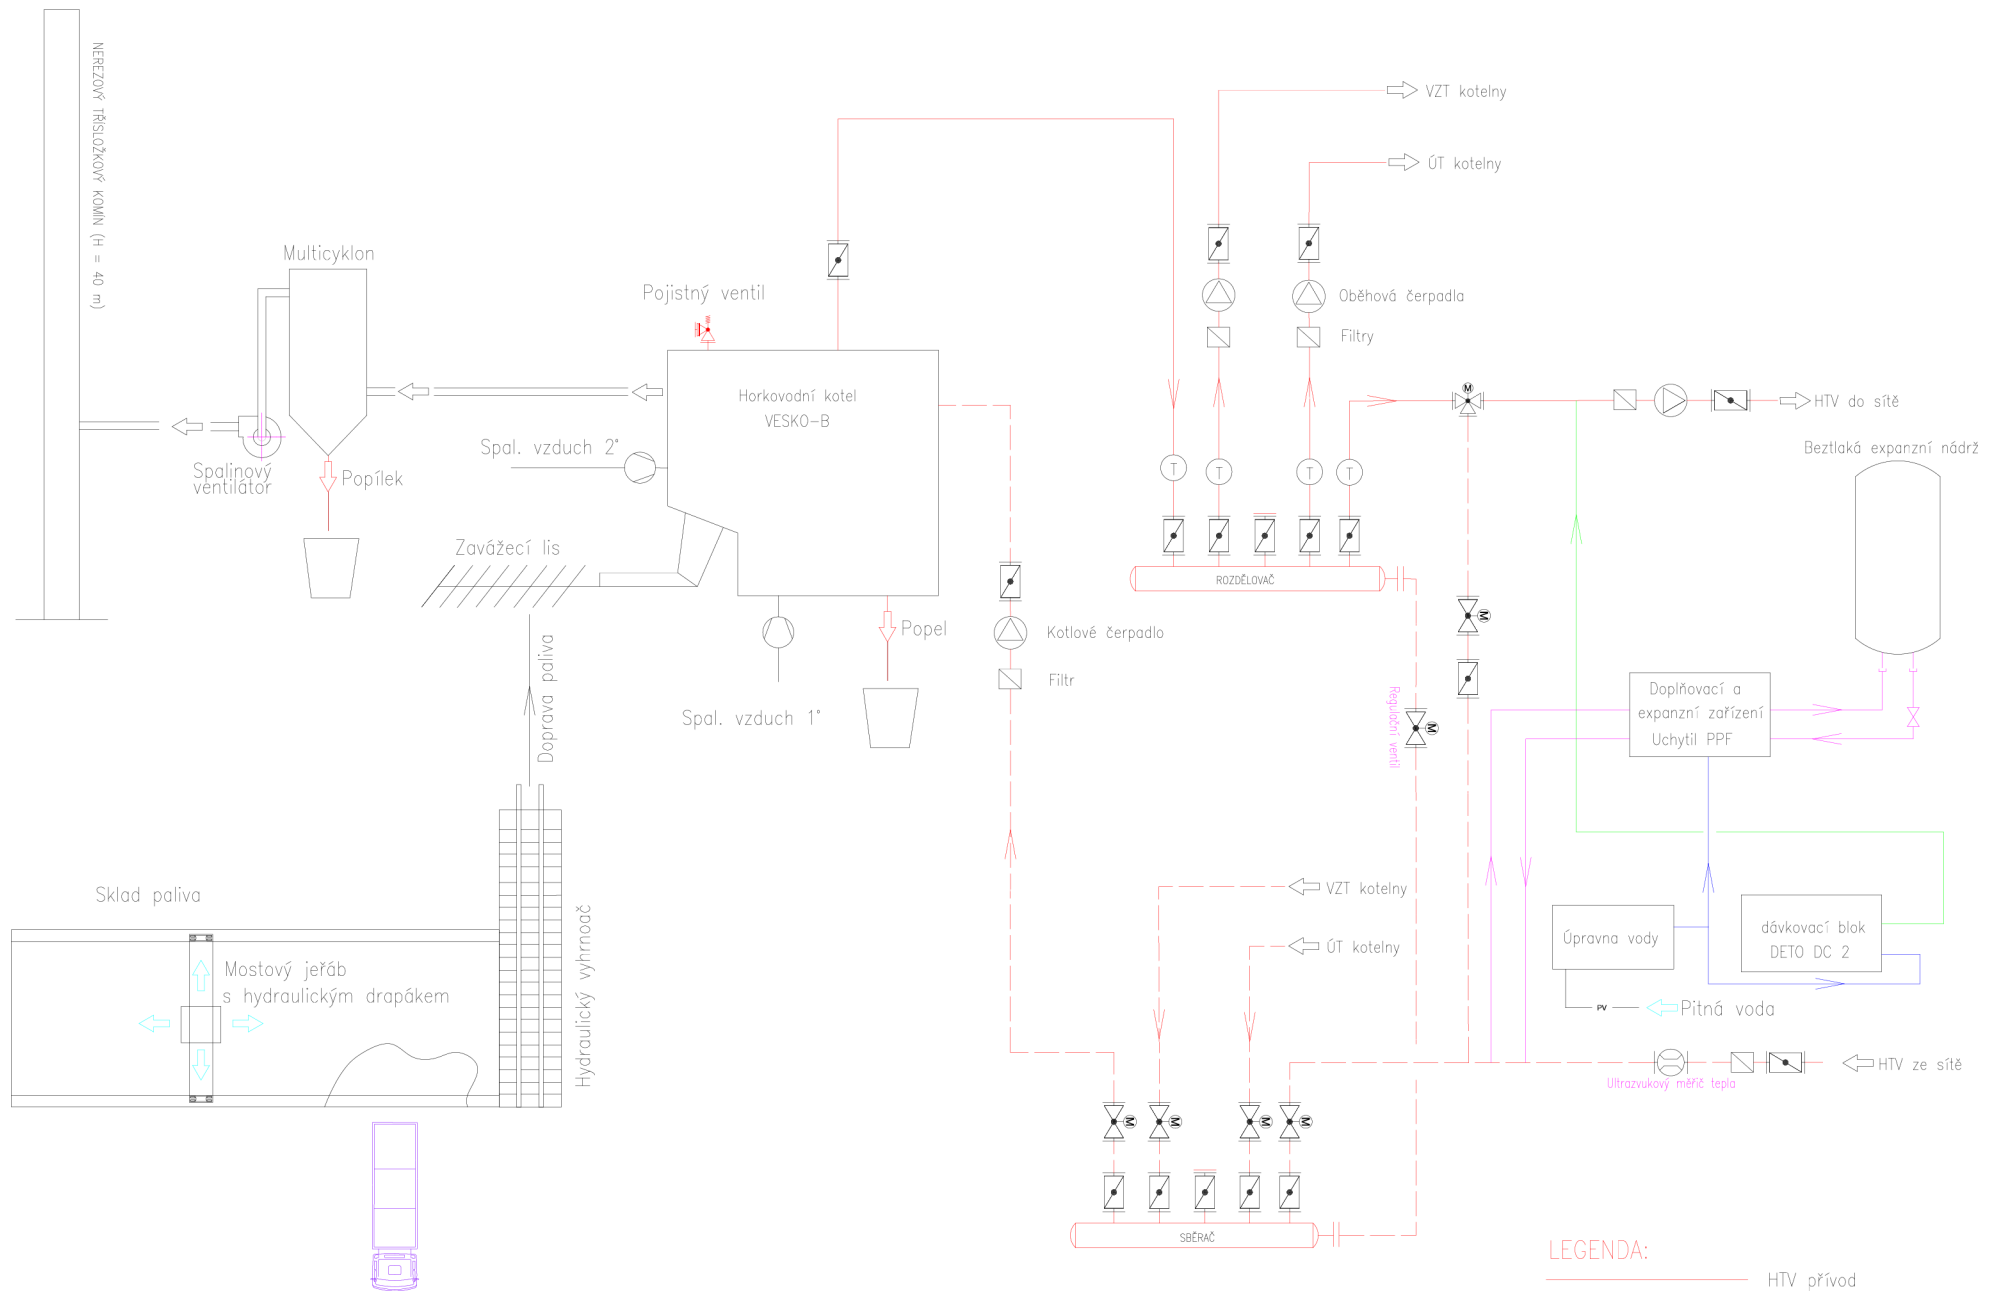 NEREZOVÝ TŘÍSLOŽKOVÝ KOMÍN (H = 40 m)
VZT kotelny
ÚT kotelny
Multicyklon
Pojistný ventil
Oběhová čerpadla
Filtry
Horkovodní kotel
VESKO-B
M
HTV do sítě
Beztlaká expanzní nádrž
Spal. vzduch 2°
Spalinový
ventilátor
Popílek
T
T
T
T
Zavážecí lis
ROZDĚLOVAČ
Popel
Kotlové čerpadlo
M
Doprava paliva
Filtr
Spal. vzduch 1°
Regulační ventil
M
Doplňovací a
expanzní zařízení
Uchytil PPF
Sklad paliva
VZT kotelny
Hydraulický vyhrnoač
ÚT kotelny
Úpravna vody
dávkovací blok
DETO DC 2
Mostový jeřáb
s hydraulickým drapákem
PV
Pitná voda
HTV ze sítě
Ultrazvukový měřič tepla
M
M
M
M
SBĚRAČ
LEGENDA:
HTV přívod